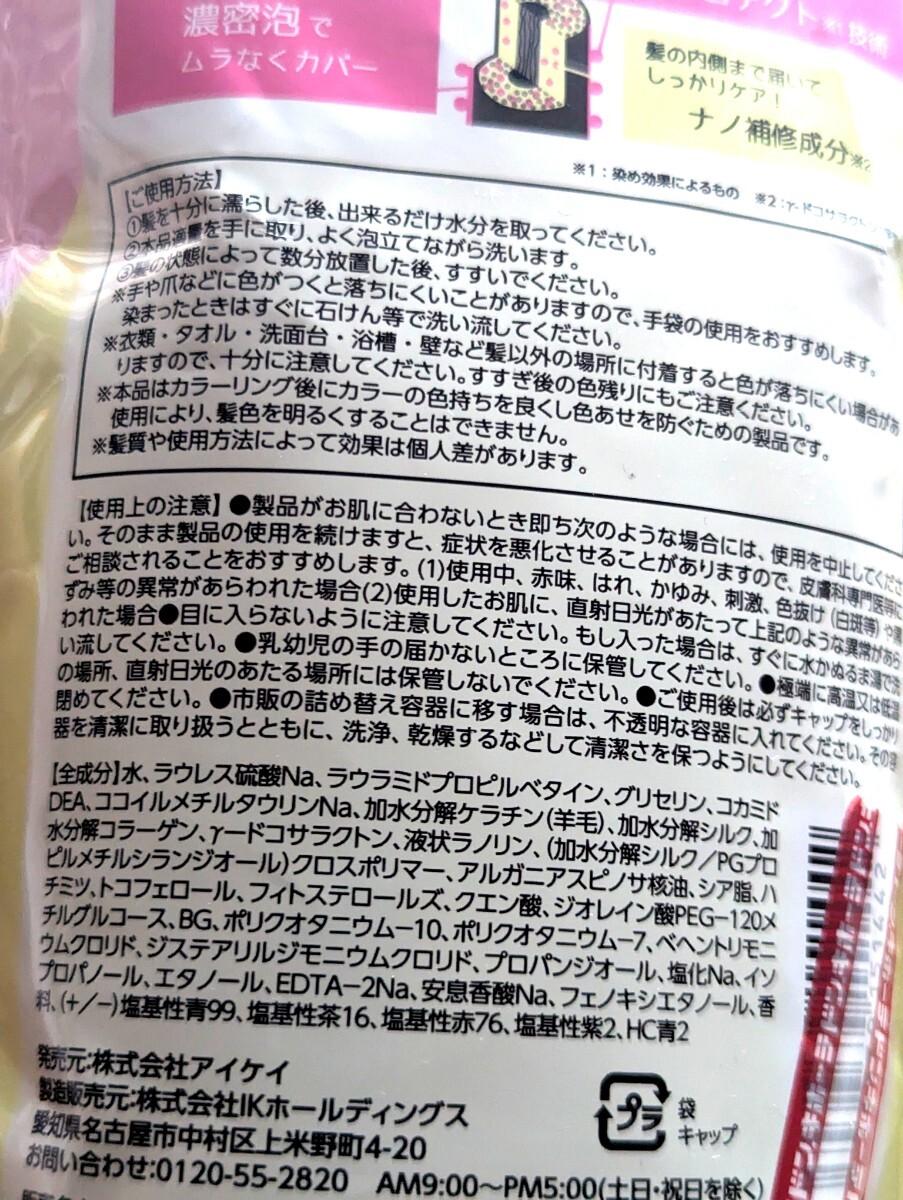 濃密泡で
ムラなくカバー
アクト※1技術
髪の内側まで届いて
しっかりケア!
ナノ補修成分※2
※1:染め効果によるもの ※2:γ-ドコサラクトン
【ご使用方法】
①髪を十分に濡らした後、出来るだけ水分を取ってください。
②本品適量を手に取り、よく泡立てながら洗います。
③髪の状態によって数分放置した後、すすいでください。
※手や爪などに色がつくと落ちにくいことがありますので、手袋の使用をおすすめします。
染まったときはすぐに石けん等で洗い流してください。
※衣類・タオル・洗面台・浴槽・壁など髪以外の場所に付着すると色が落ちにくい場合があ
りますので、十分に注意してください。すすぎ後の色残りにもご注意ください。
※本品はカラーリング後にカラーの色持ちを良くし色あせを防ぐための製品です。
使用により、髪色を明るくすることはできません。
※髪質や使用方法によって効果は個人差があります。
【使用上の注意】●製品がお肌に合わないとき即ち次のような場合には、使用を中止してくださ
い。そのまま製品の使用を続けますと、症状を悪化させることがありますので、皮膚科専門医等に
ご相談されることをおすすめします。(1)使用中、赤味、はれ、かゆみ、刺激、色抜け(白斑等)や黒
ずみ等の異常があらわれた場合(2)使用したお肌に、直射日光があたって上記のような異常があら
われた場合●目に入らないように注意してください。もし入った場合は、すぐに水かぬるま湯で洗
い流してください。●乳幼児の手の届かないところに保管してください。●極端に高温又は低温
の場所、直射日光のあたる場所には保管しないでください。●ご使用後は必ずキャップをしっかり
閉めてください。●市販の詰め替え容器に移す場合は、不透明な容器に入れてください。その容
器を清潔に取り扱うとともに、洗浄、乾燥するなどして清潔さを保つようにしてください。
【全成分】水、ラウレス硫酸Na、ラウラミドプロピルベタイン、グリセリン、コカミド
DEA、ココイルメチルタウリンNa、加水分解ケラチン(羊毛)、加水分解シルク、加
水分解コラーゲン、γードコサラクトン、液状ラノリン、(加水分解シルク/PGプロ
ピルメチルシランジオール)クロスポリマー、アルガニアスピノサ核油、シア脂、ハ
チミツ、トコフェロール、フィトステロールズ、クエン酸、ジオレイン酸PEG-120メ
チルグルコース、BG、ポリクオタニウム-10、ポリクオタニウム-7、ベヘントリモニ
ウムクロリド、ジステアリルジモニウムクロリド、プロパンジオール、塩化Na、イソ
プロパノール、エタノール、EDTA-2Na、安息香酸Na、フェノキシエタノール、香
料、(+/-)塩基性青99、塩基性茶16、塩基性赤76、塩基性紫2、HC青2
発売元:株式会社アイケイ
製造販売元:株式会社IKホールディングス
愛知県名古屋市中村区上米野町4-20
お問い合わせ:0120-55-2820 AM9:00~PM5:00(土日・祝日を除く)
プラ
袋
キャップ